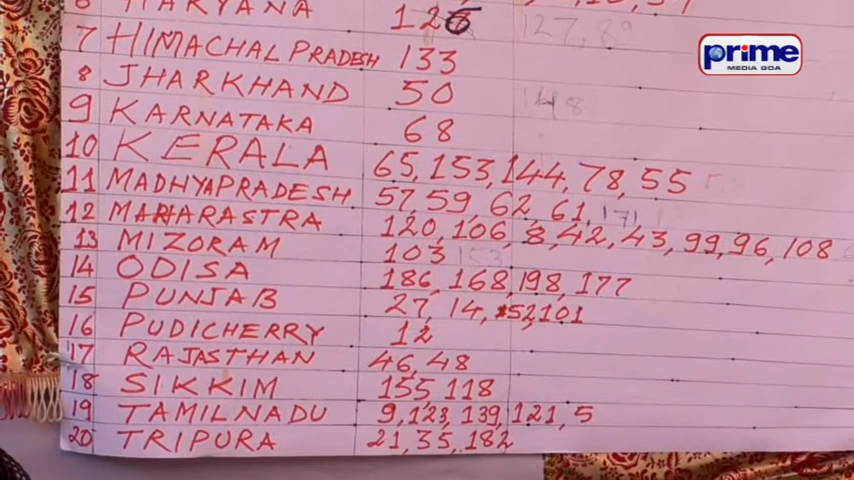 prime
MEDIA GOA
HARYANA 126
7 HIMACHAL PRADESH 133
8 JHARKHAND 50
9 KARNATAKA 68
10 KERALA 65, 153, 144, 78, 55
11 MADHYAPRADESH 57, 59, 62, 61, 171
12 MAHARASTRA 120, 106, 8, 42, 43, 99, 96, 108
13 MIZORAM 103 153
14 ODISA 186, 168, 198, 177
15 PUNJAB 27, 14, 52, 101
16 PUDICHERRY 12
17 RAJASTHAN 46, 48
18 SIKKIM 155 118
19 TAMILNADU 9, 123, 139, 121, 5
20 TRIPURA 21, 35, 182